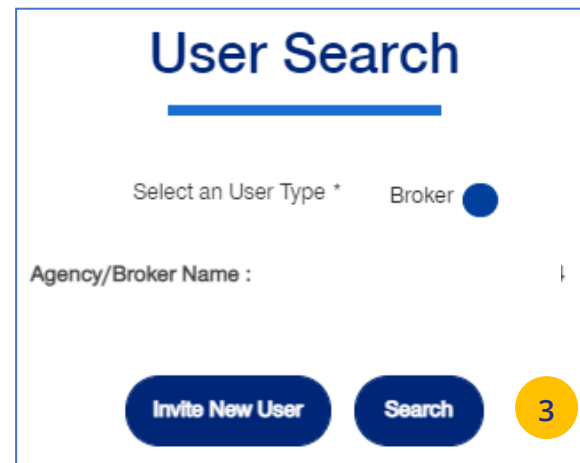 User Search
Select an User Type * Broker
Agency/Broker Name :
Invite New User Search 3